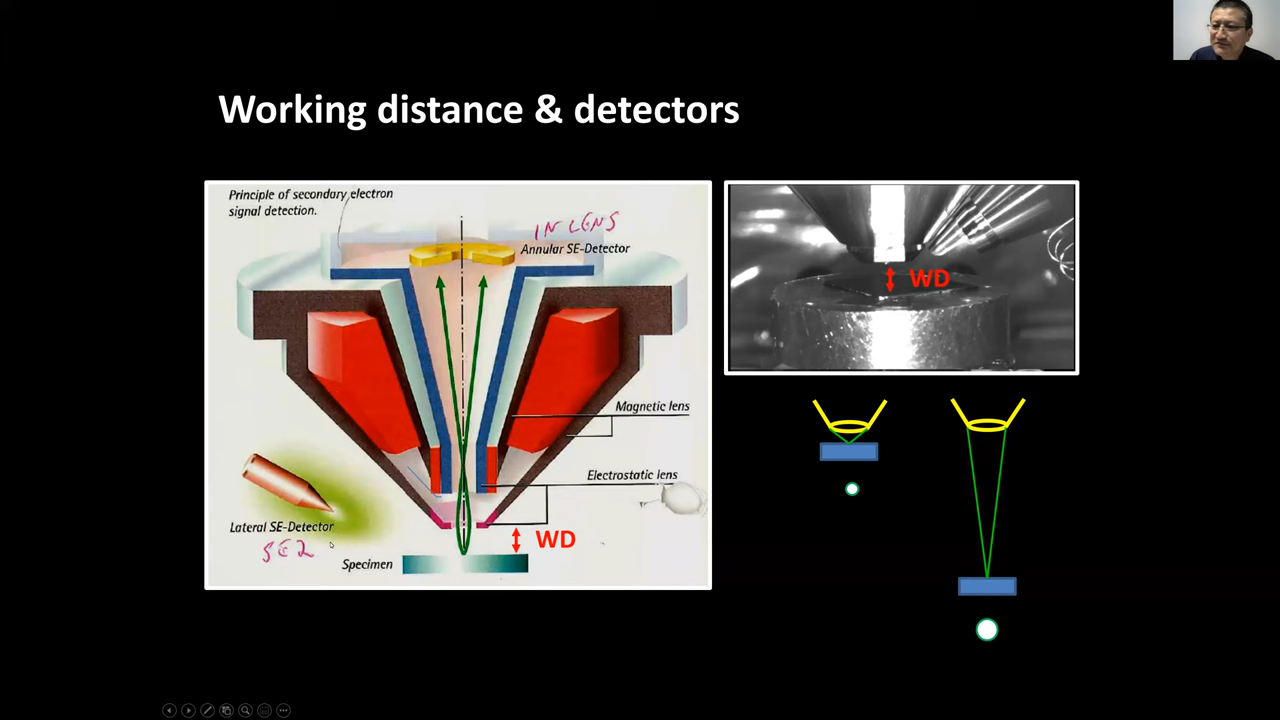 Working distance & detectors
Principle of secondary electron
signal detection.
IN LENS
Annular SE-Detector
Magnetic lens
Electrostatic lens
Lateral SE-Detector
SE2
WD
Specimen
WD